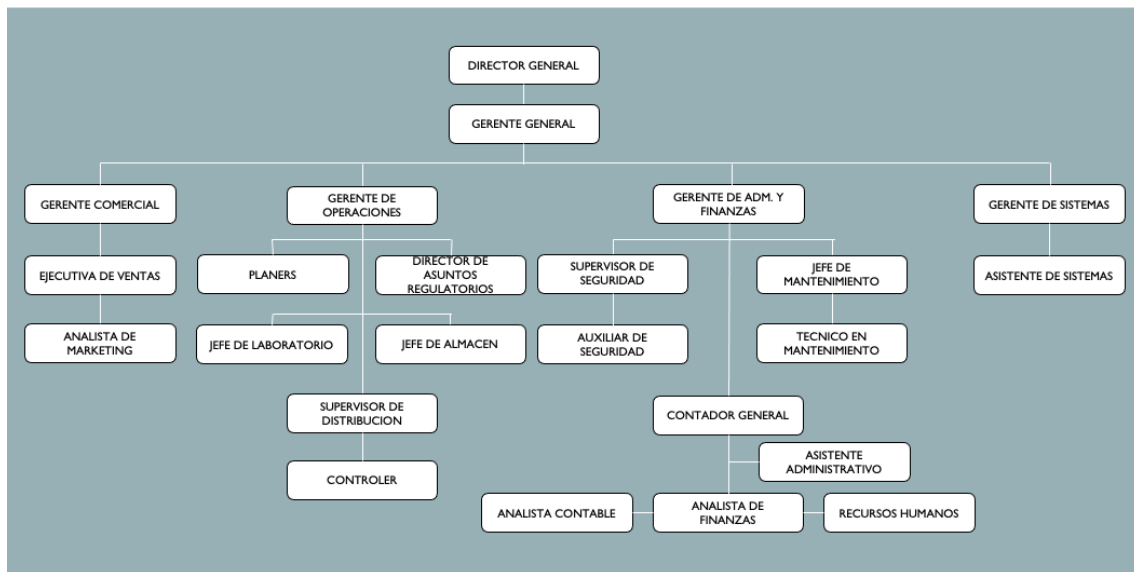 DIRECTOR GENERAL
GERENTE GENERAL
GERENTE COMERCIAL
GERENTE DE
OPERACIONES
GERENTE DE ADM. Y
FINANZAS
GERENTE DE SISTEMAS
EJECUTIVA DE VENTAS
PLANERS
DIRECTOR DE
ASUNTOS
REGULATORIOS
SUPERVISOR DE
SEGURIDAD
JEFE DE
MANTENIMIENTO
ASISTENTE DE SISTEMAS
ANALISTA DE
MARKETING
JEFE DE LABORATORIO
JEFE DE ALMACEN
AUXILIAR DE
SEGURIDAD
TECNICO EN
MANTENIMIENTO
SUPERVISOR DE
DISTRIBUCION
CONTADOR GENERAL
CONTROLER
ASISTENTE
ADMINISTRATIVO
ANALISTA CONTABLE
ANALISTA DE
FINANZAS
RECURSOS HUMANOS